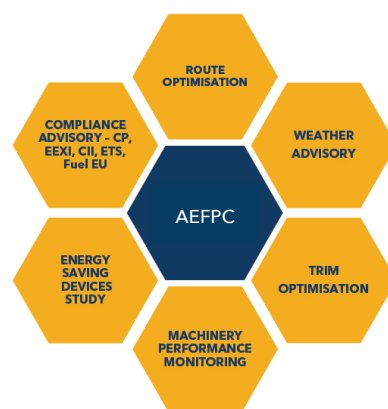 ROUTE
OPTIMISATION
COMPLIANCE
ADVISORY – CP,
EEXI, CII, ETS,
Fuel EU
WEATHER
ADVISORY
AEFPC
ENERGY
SAVING
DEVICES
STUDY
TRIM
OPTIMISATION
MACHINERY
PERFORMANCE
MONITORING